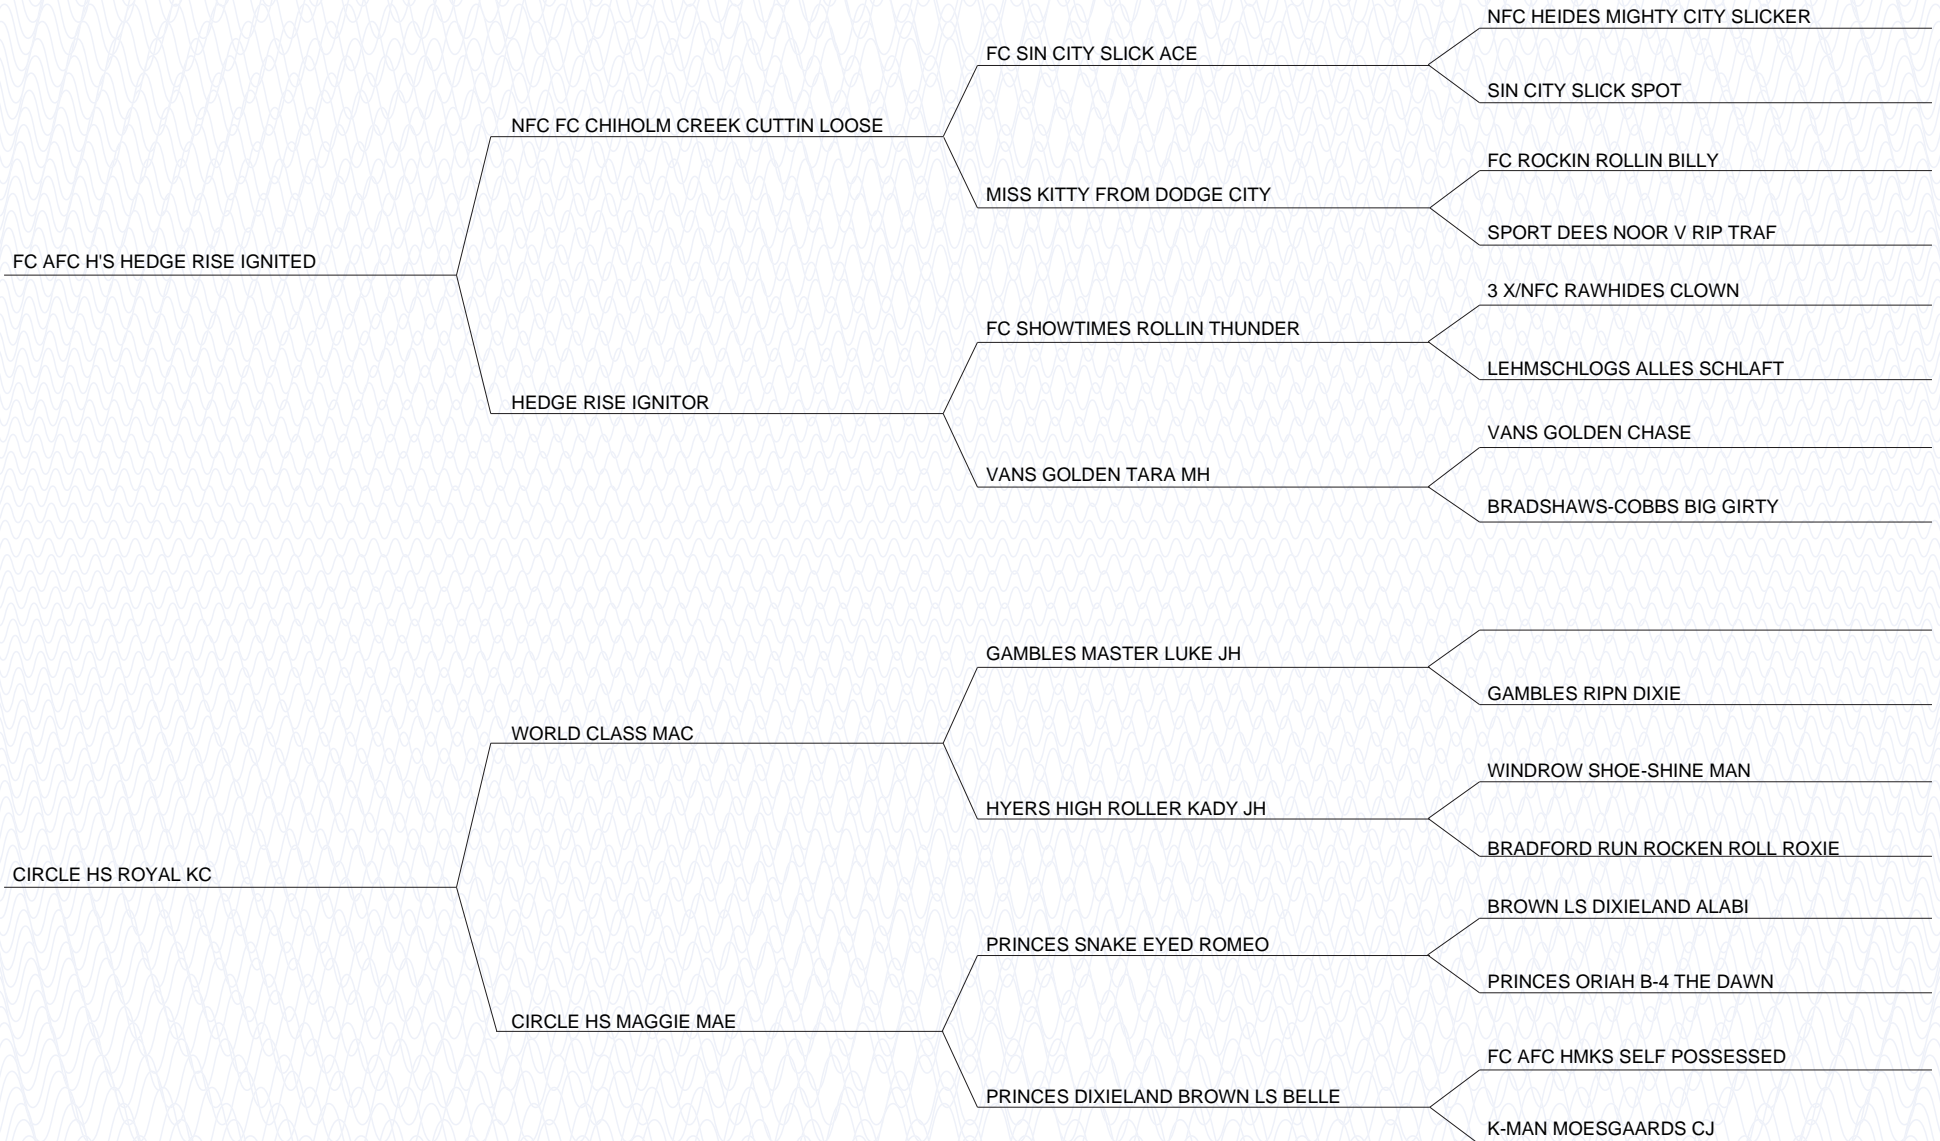 NFC HEIDES MIGHTY CITY SLICKER
FC SIN CITY SLICK ACE
SIN CITY SLICK SPOT
NFC FC CHIHOLM CREEK CUTTIN LOOSE
FC ROCKIN ROLLIN BILLY
MISS KITTY FROM DODGE CITY
SPORT DEES NOOR V RIP TRAF
FC AFC H'S HEDGE RISE IGNITED
3 X/NFC RAWHIDES CLOWN
FC SHOWTIMES ROLLIN THUNDER
LEHMSCHLOGS ALLES SCHLAFT
HEDGE RISE IGNITOR
VANS GOLDEN CHASE
VANS GOLDEN TARA MH
BRADSHAWS-COBBS BIG GIRTY
GAMBLES MASTER LUKE JH
GAMBLES RIPN DIXIE
WORLD CLASS MAC
WINDROW SHOE-SHINE MAN
HYERS HIGH ROLLER KADY JH
BRADFORD RUN ROCKEN ROLL ROXIE
CIRCLE HS ROYAL KC
BROWN LS DIXIELAND ALABI
PRINCES SNAKE EYED ROMEO
PRINCES ORIAH B-4 THE DAWN
CIRCLE HS MAGGIE MAE
FC AFC HMKS SELF POSSESSED
PRINCES DIXIELAND BROWN LS BELLE
K-MAN MOESGAARDS CJ